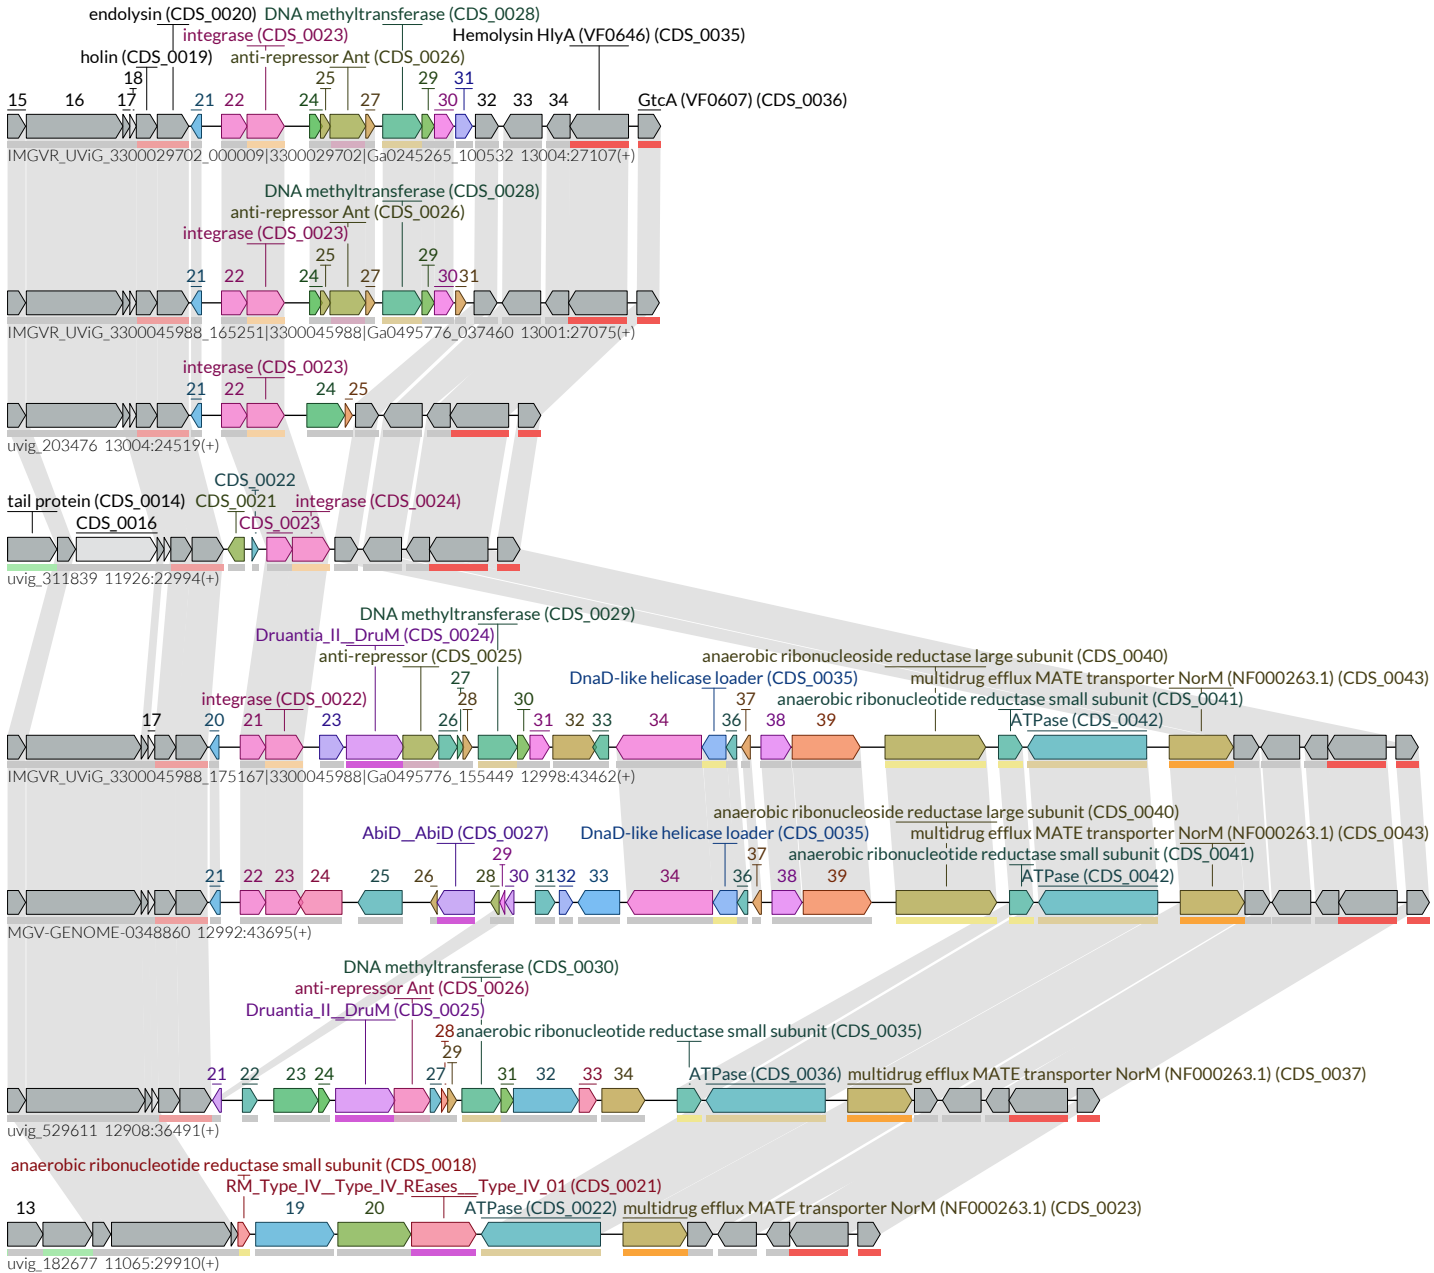 endolysin (CDS_0020) DNA methyltransferase (CDS_0028)
integrase (CDS_0023) Hemolysin HlyA (VF0646) (CDS_0035)
holin (CDS_0019) anti-repressor Ant (CDS_0026)
18 25 29 31
15 16 17 21 22 24 27 30 32 33 34 GtcA (VF0607) (CDS_0036)
IMGVR_UViG_3300029702_000009|3300029702|Ga0245265_100532 13004:27107(+)
DNA methyltransferase (CDS_0028)
anti-repressor Ant (CDS_0026)
integrase (CDS_0023)
25 29
21 22 24 27 30 31
IMGVR_UViG_3300045988_165251|3300045988|Ga0495776_037460 13001:27075(+)
integrase (CDS_0023)
21 22 24 25
uvig_203476 13004:24519(+)
CDS_0022
tail protein (CDS_0014) CDS_0021 integrase (CDS_0024)
CDS_0016 CDS_0023
uvig_311839 11926:22994(+)
DNA methyltransferase (CDS_0029)
Druantia_II__DruM (CDS_0024)
anti-repressor (CDS_0025) anaerobic ribonucleoside reductase large subunit (CDS_0040)
27 DnaD-like helicase loader (CDS_0035) multidrug efflux MATE transporter NorM (NF000263.1) (CDS_0043)
integrase (CDS_0022) 28 30 37 anaerobic ribonucleotide reductase small subunit (CDS_0041)
17 20 21 23 26 31 32 33 34 36 38 39 ATPase (CDS_0042)
IMGVR_UViG_3300045988_175167|3300045988|Ga0495776_155449 12998:43462(+)
anaerobic ribonucleoside reductase large subunit (CDS_0040)
AbiD__AbiD (CDS_0027) DnaD-like helicase loader (CDS_0035) multidrug efflux MATE transporter NorM (NF000263.1) (CDS_0043)
29 37 anaerobic ribonucleotide reductase small subunit (CDS_0041)
21 22 23 24 25 26 28 30 31 32 33 34 36 38 39 ATPase (CDS_0042)
MGV-GENOME-0348860 12992:43695(+)
DNA methyltransferase (CDS_0030)
anti-repressor Ant (CDS_0026)
Druantia_II__DruM (CDS_0025)
28 anaerobic ribonucleotide reductase small subunit (CDS_0035)
29
21 22 23 24 27 31 32 33 34 ATPase (CDS_0036) multidrug efflux MATE transporter NorM (NF000263.1) (CDS_0037)
uvig_529611 12908:36491(+)
anaerobic ribonucleotide reductase small subunit (CDS_0018)
RM_Type_IV__Type_IV_REases___Type_IV_01 (CDS_0021)
13 19 20 ATPase (CDS_0022) multidrug efflux MATE transporter NorM (NF000263.1) (CDS_0023)
uvig_182677 11065:29910(+)